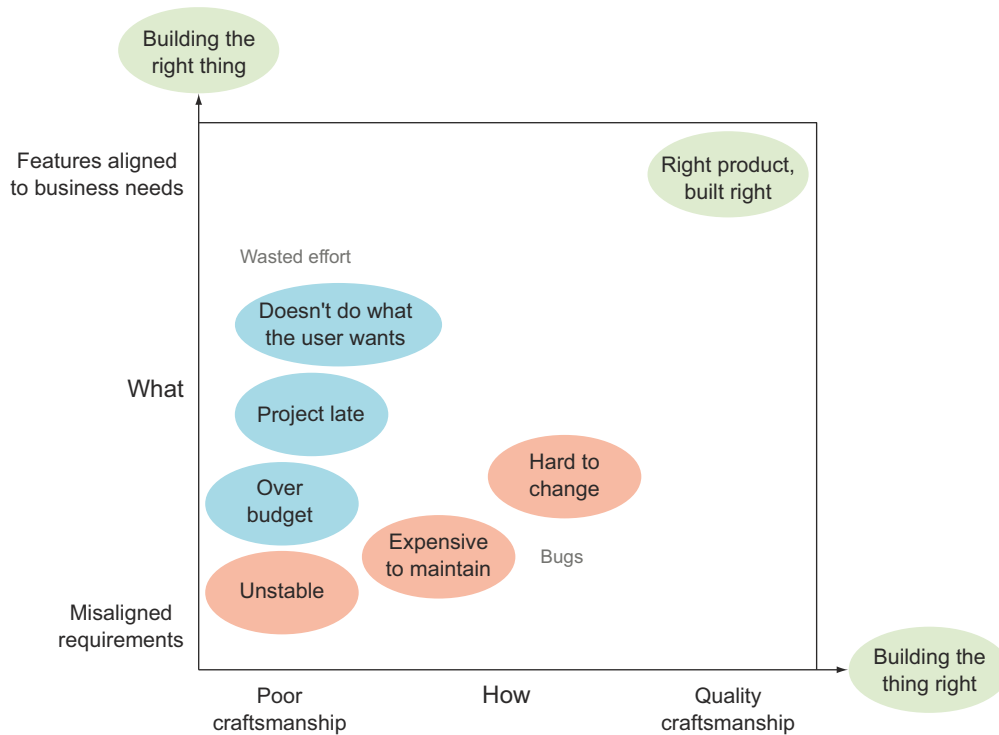 Building the
right thing
Features aligned
to business needs
Right product,
built right
Wasted effort
Doesn't do what
the user wants
What
Project late
Hard to
change
Over
budget
Expensive
to maintain
Bugs
Unstable
Misaligned
requirements
Building the
thing right
Poor
craftsmanship
How
Quality
craftsmanship